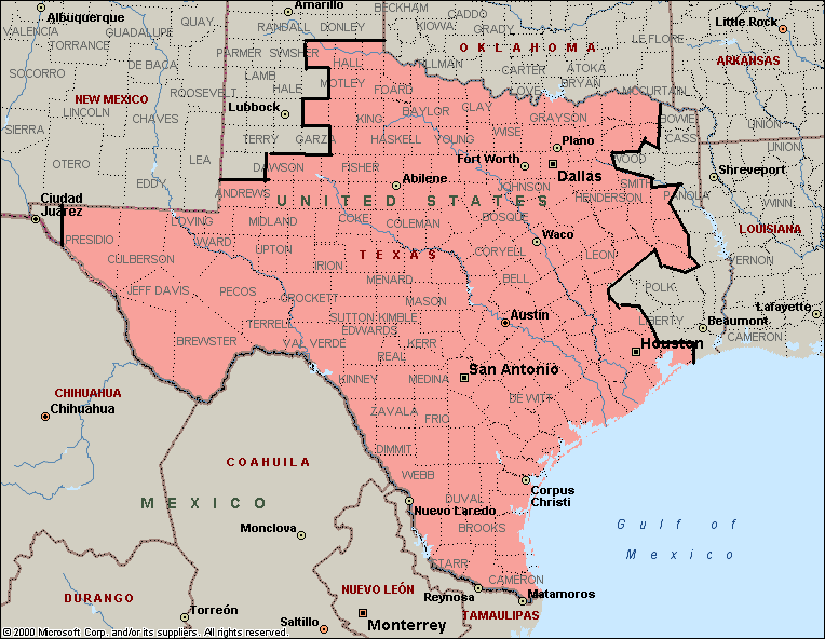 Amarillo
Albuquerque
BECKHAM
CADDO
QUAY
RANDALL
DONLEY
KIOWA
GRADY
Little Rock
VALENCIA
GUADALUPE
TORRANCE
OKLAHOMA
LE FLORE
PARMER
SWISHER
HALL
TILLMAN
CARTER
ATOKA
ARKANSAS
DE BACA
SOCORRO
LAMB
HALE
MOTLEY
FOARD
LOVE
BRYAN
MCCURTAIN
ROOSEVELT
NEW MEXICO
Lubbock
BAYLOR
CLAY
LINCOLN
CHAVES
KING
GRAYSON
BOWIE
UNION
SIERRA
TERRY
GARZA
HASKELL
YOUNG
WISE
Plano
CASS
UNION
OTERO
LEA
DAWSON
FISHER
Fort Worth
Dallas
WOOD
Shreveport
EDDY
Abilene
JOHNSON
SMITH
ANDREWS
HENDERSON
PANOLA
WINN
Ciudad
Juárez
UNITED STATES
LOVING
MIDLAND
COKE
COLEMAN
BOSQUE
LOUISIANA
PRESIDIO
WARD
UPTON
TEXAS
Waco
CULBERSON
IRION
CORYELL
LEON
VERNON
MENARD
BELL
JEFF DAVIS
PECOS
CROCKETT
MASON
POLK
Lafayette
SUTTON
KIMBLE
Austin
TERRELL
EDWARDS
LIBERTY
Beaumont
BREWSTER
VAL VERDE
KERR
Houston
CAMERON
REAL
San Antonio
KINNEY
MEDINA
CHIHUAHUA
DE WITT
Chihuahua
ZAVALA
FRIO
DIMMIT
COAHUILA
WEBB
Corpus
Christi
MEXICO
DUVAL
Nuevo Laredo
Gulf of
Mexico
Monclova
BROOKS
STARR
CAMERON
NUEVO LEÓN
Reynosa
Matamoros
DURANGO
Torreón
TAMAULIPAS
Saltillo
Monterrey
© 2000 Microsoft Corp. and/or its suppliers. All rights reserved.